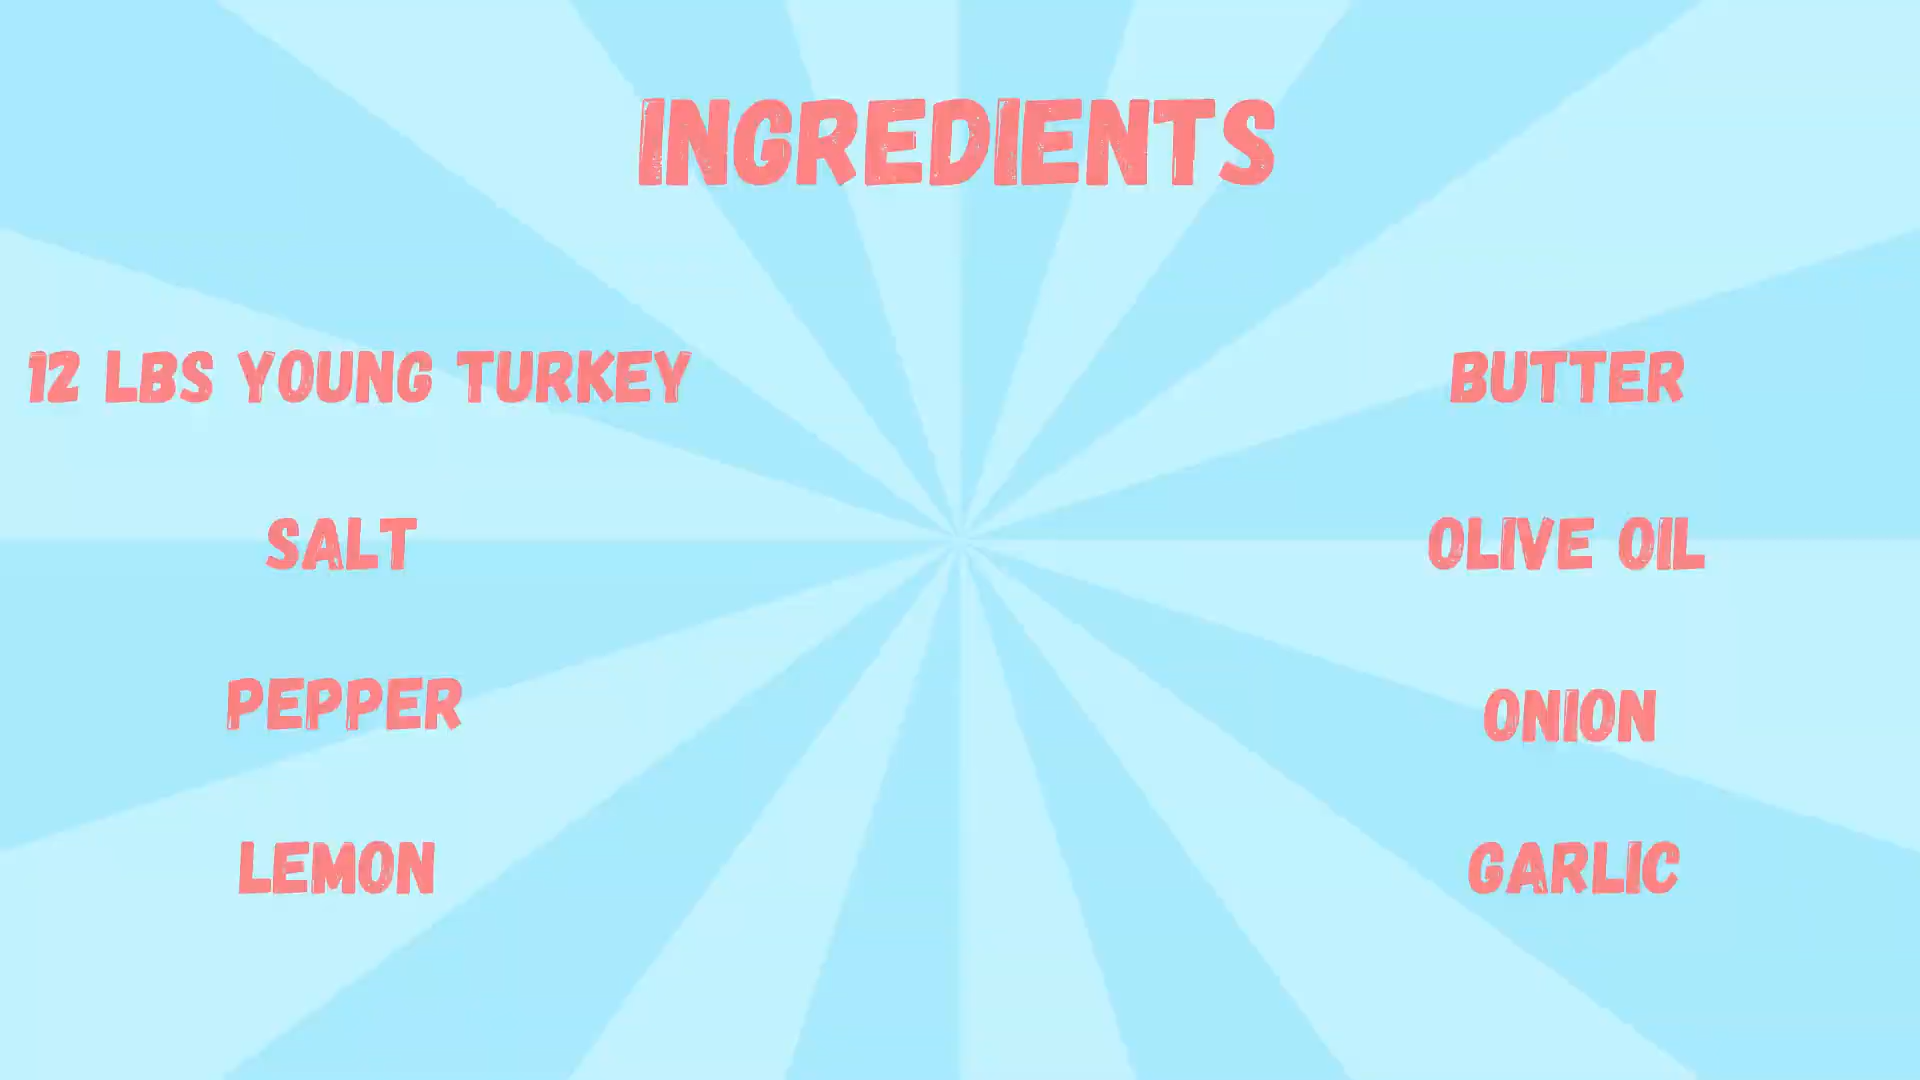 INGREDIENTS
12 LBS YOUNG TURKEY
SALT
PEPPER
LEMON
BUTTER
OLIVE OIL
ONION
GARLIC